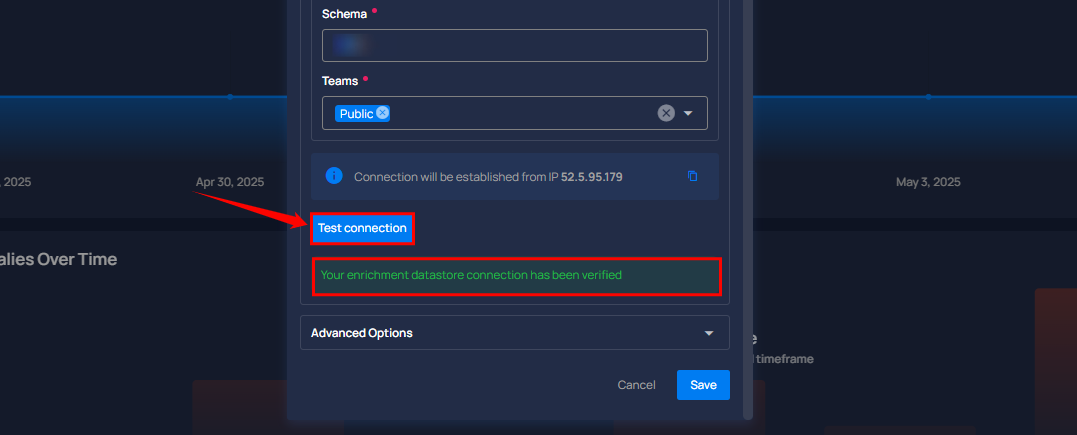 Schema
Teams
Public
, 2025
Apr 30, 2025
May 3, 2025
Connection will be established from IP 52.5.95.179
Test connection
alies Over Time
Your enrichment datastore connection has been verified
Advanced Options
timeframe
Cancel
Save